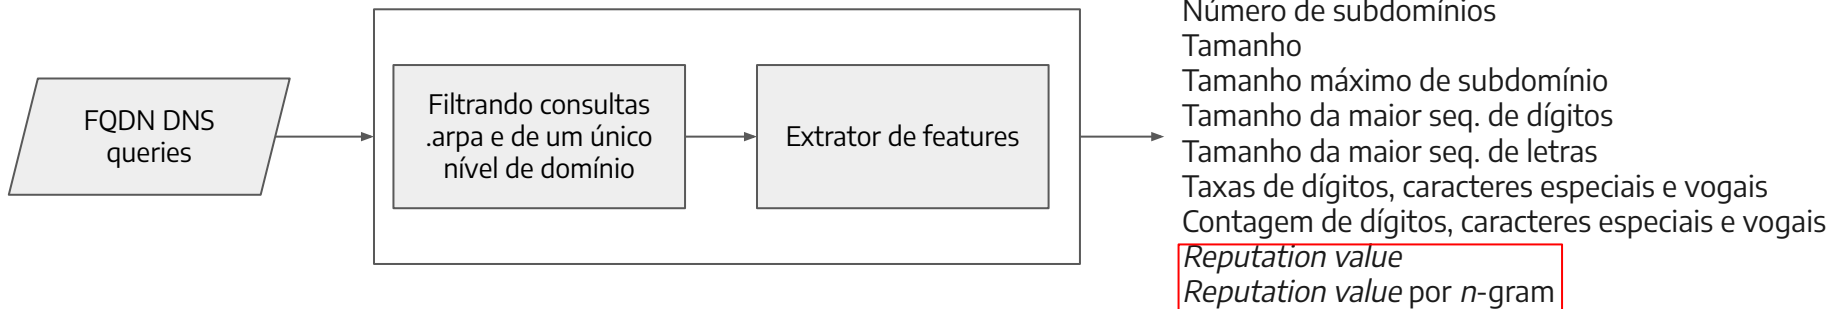 FQDN DNS
queries
Filtrando consultas
.arpa e de um único
nível de domínio
Extrator de features
Número de subdomínios
Tamanho
Tamanho máximo de subdomínio
Tamanho da maior seq. de dígitos
Tamanho da maior seq. de letras
Taxas de dígitos, caracteres especiais e vogais
Contagem de dígitos, caracteres especiais e vogais
Reputation value
Reputation value por n-gram